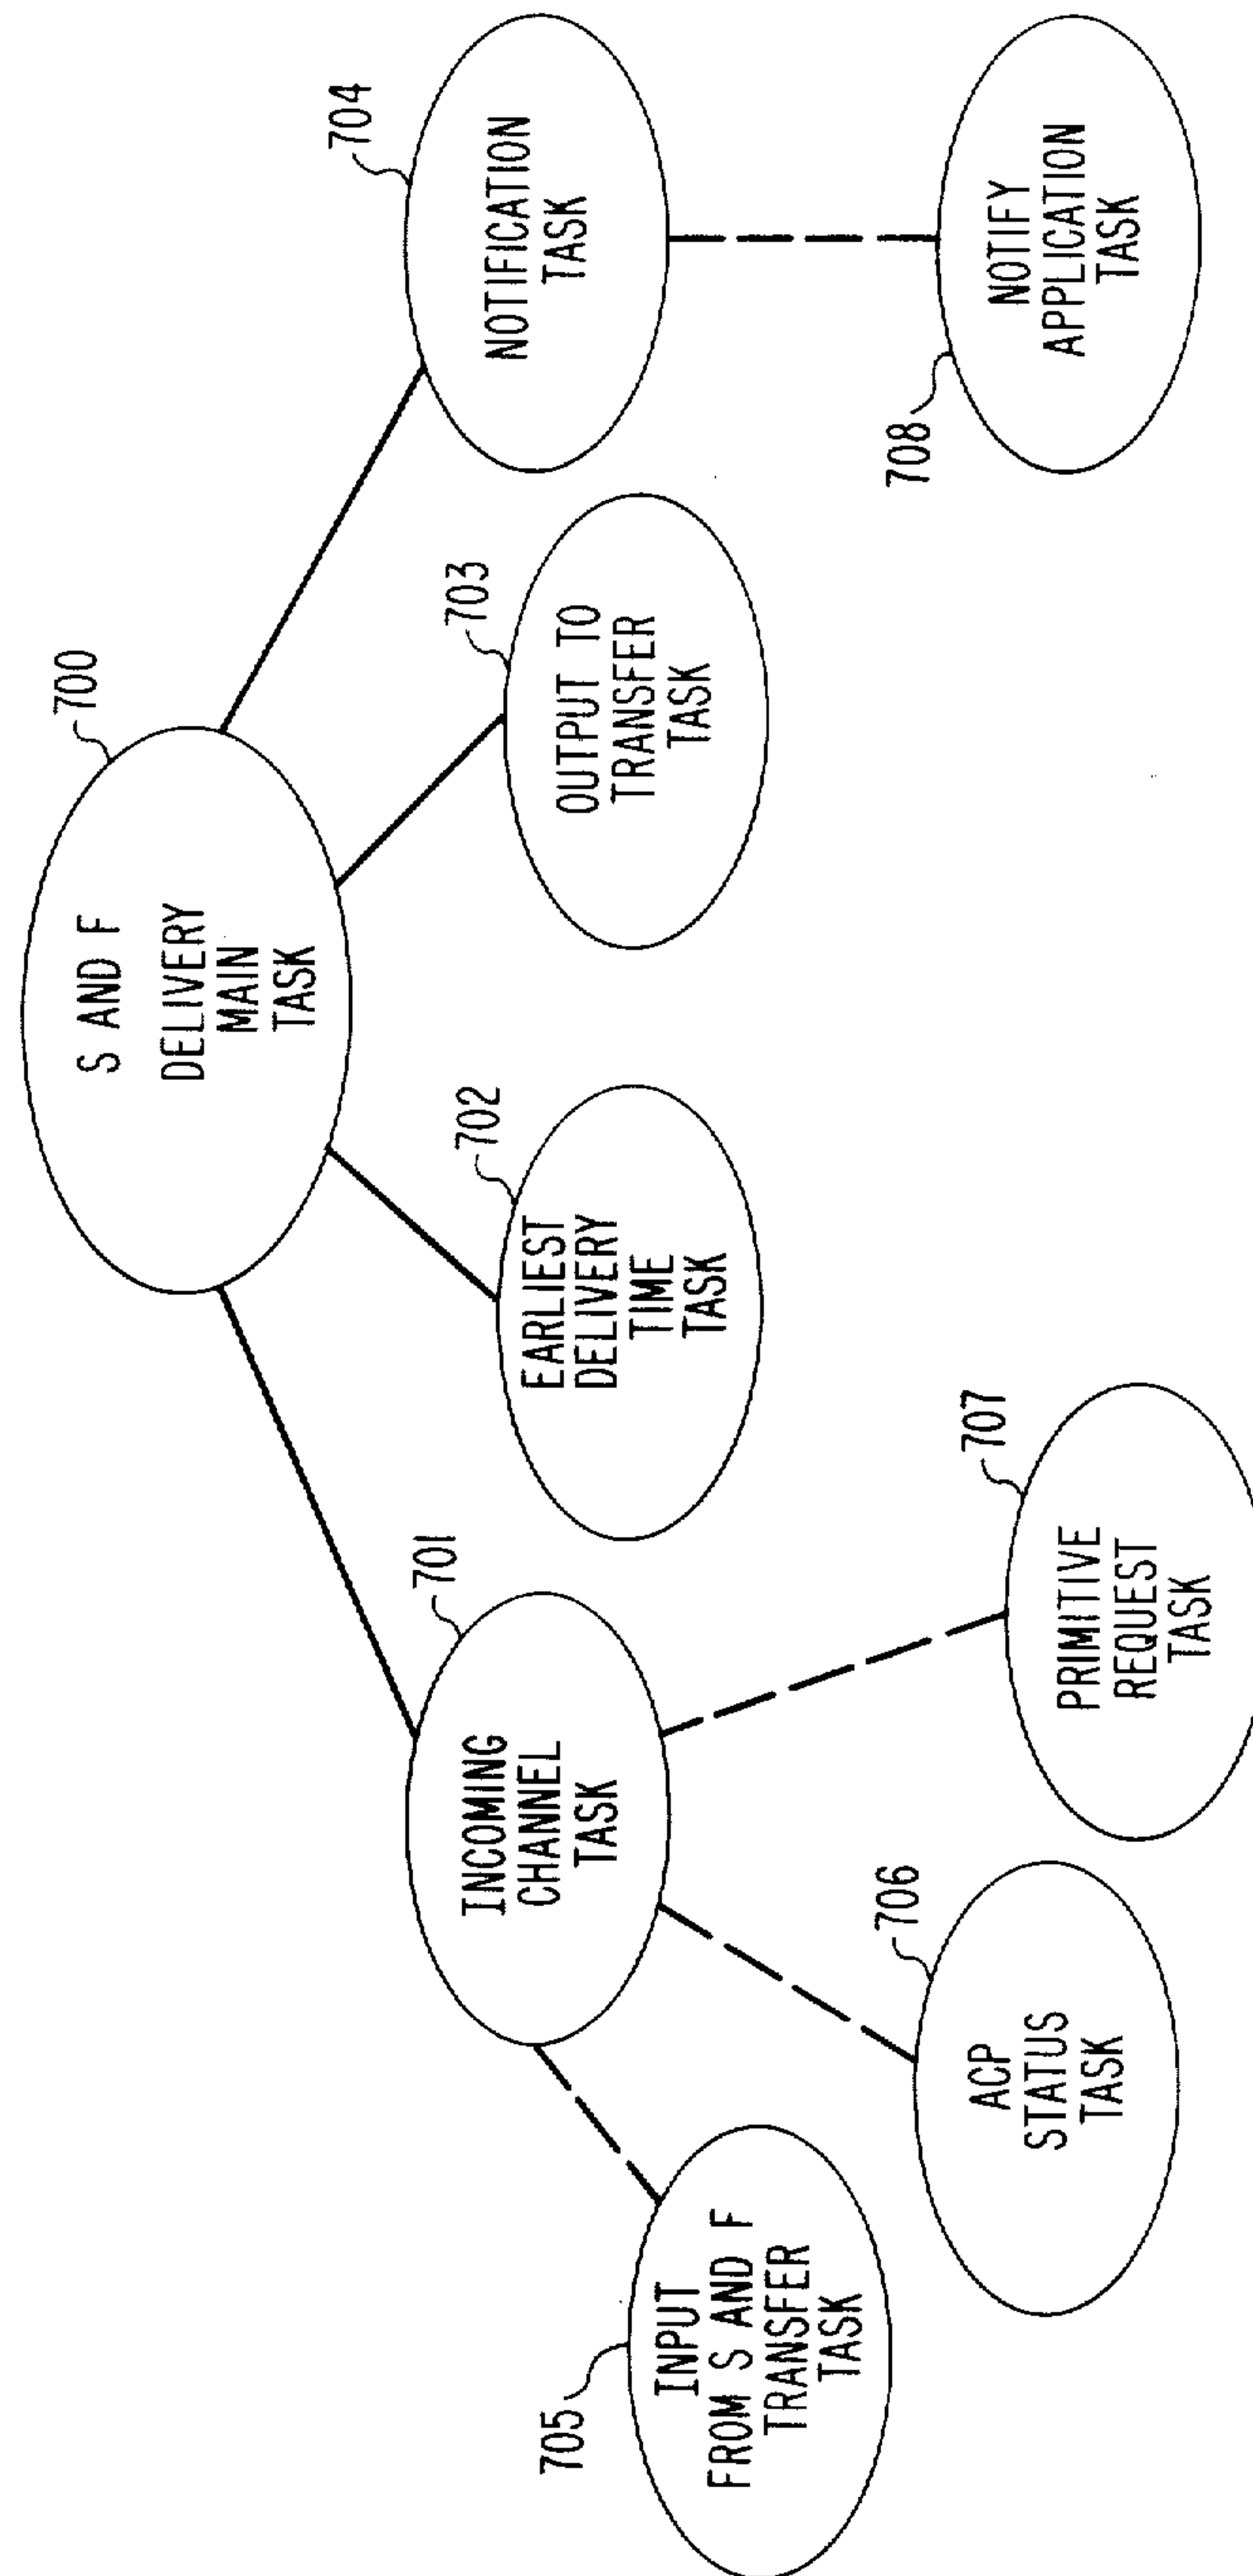 700
S AND F
DELIVERY
MAIN
TASK
701
INCOMING
CHANNEL
TASK
702
EARLIEST
DELIVERY
TIME
TASK
703
OUTPUT TO
TRANSFER
TASK
704
NOTIFICATION
TASK
705
INPUT
FROM S AND F
TRANSFER
TASK
706
ACP
STATUS
TASK
707
PRIMITIVE
REQUEST
TASK
708
NOTIFY
APPLICATION
TASK